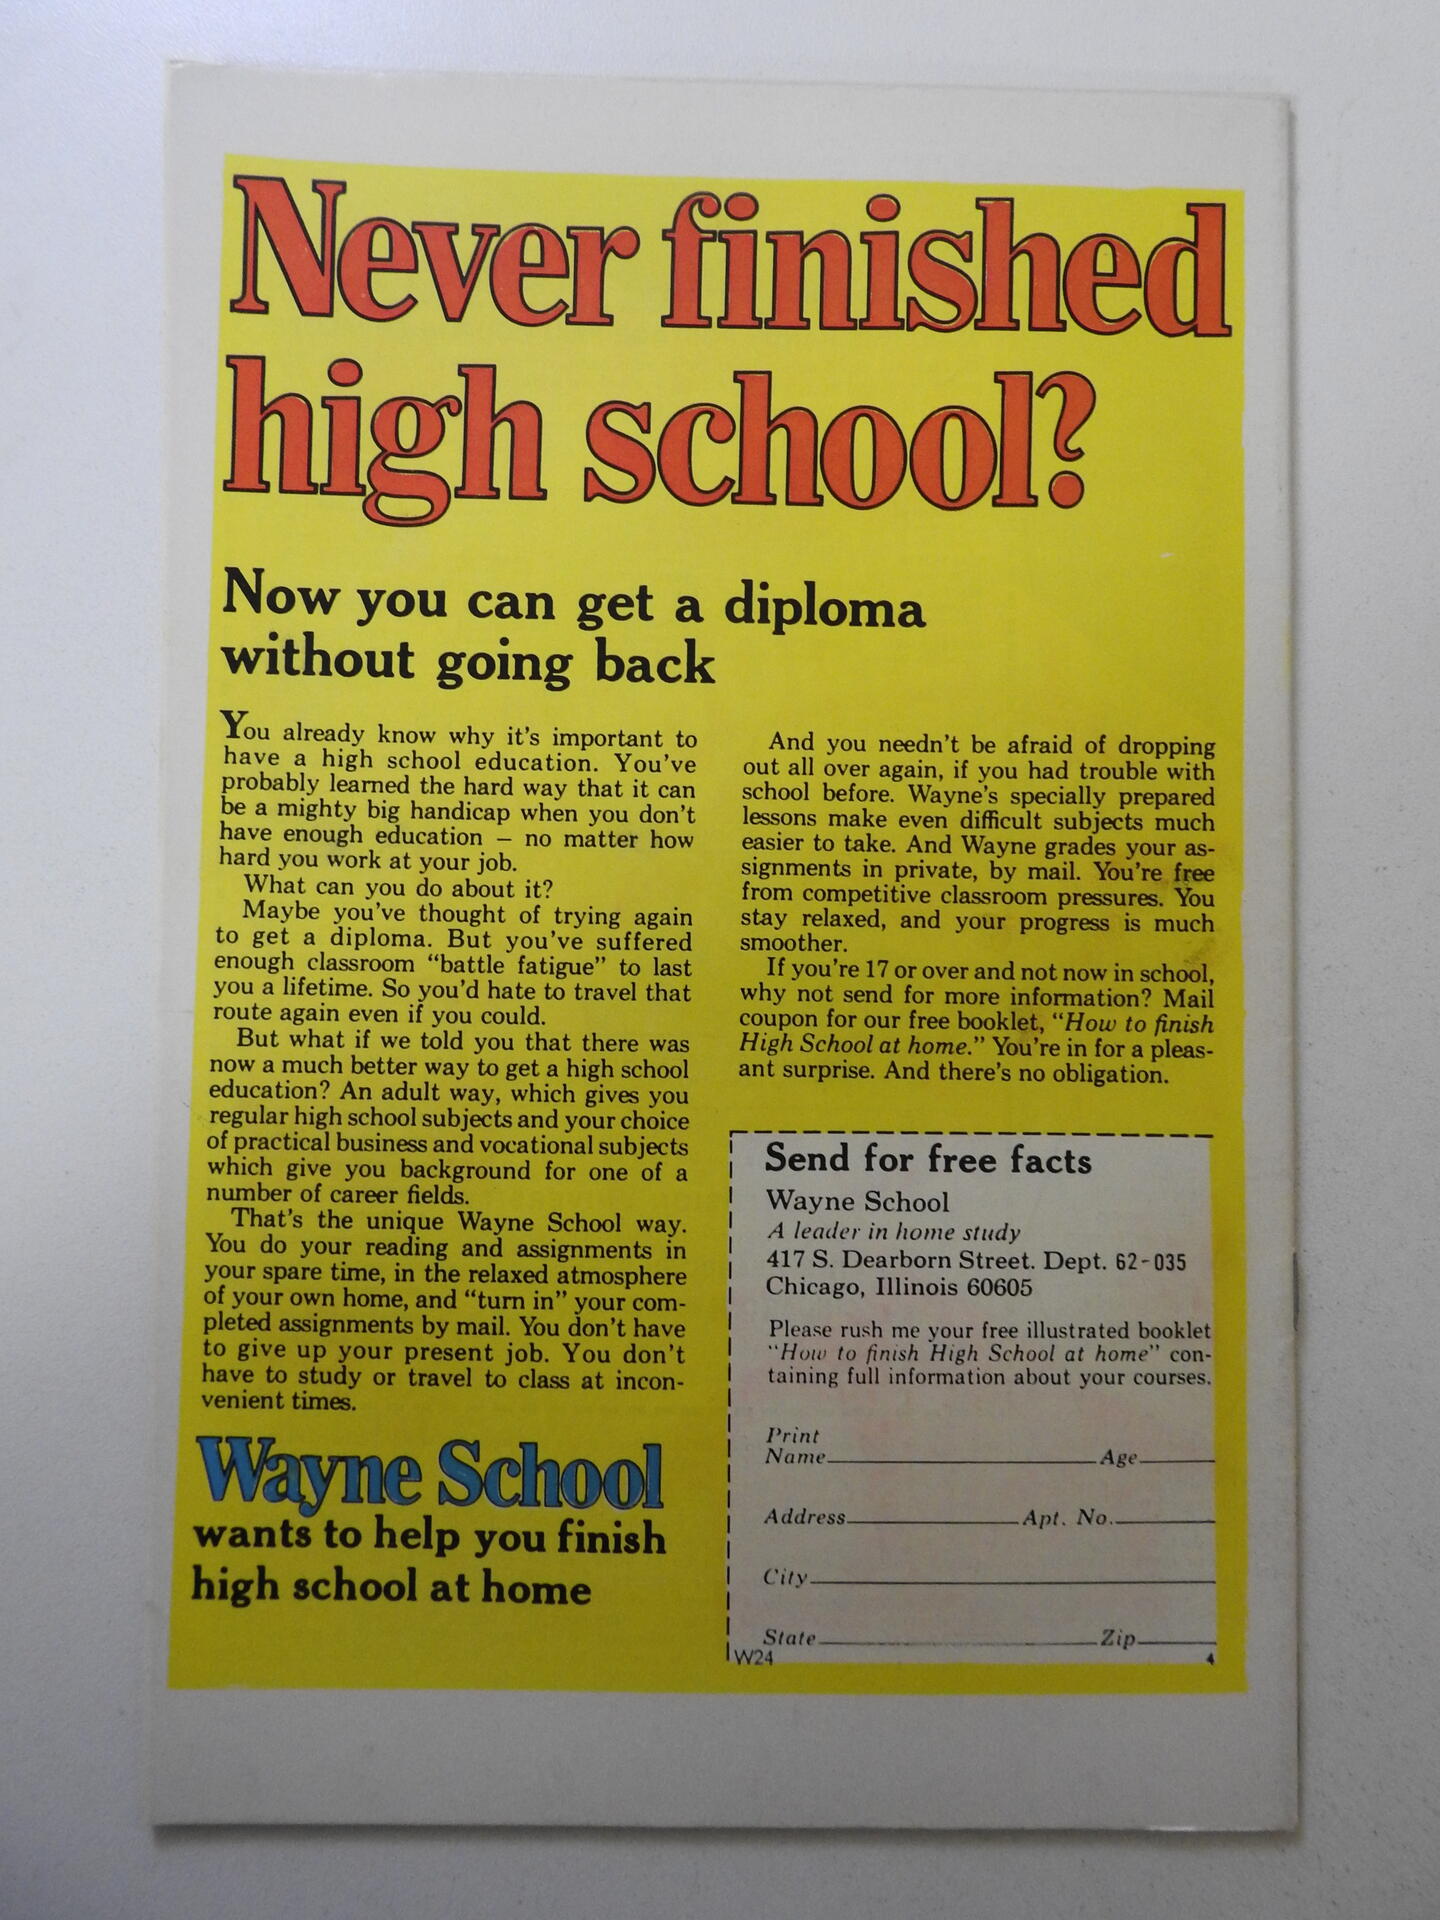 Never finished
high school?
Now you can get a diploma
without going back
You already know why it's important to
have a high school education. You've
probably learned the hard way that it can
be a mighty big handicap when you don't
have enough education – no matter how
hard you work at your job.
What can you do about it?
Maybe you've thought of trying again
to get a diploma. But you've suffered
enough classroom “battle fatigue” to last
you a lifetime. So you'd hate to travel that
route again even if you could.
But what if we told you that there was
now a much better way to get a high school
education? An adult way, which gives you
regular high school subjects and your choice
of practical business and vocational subjects
which give you background for one of a
number of career fields.
That's the unique Wayne School way.
You do your reading and assignments in
your spare time, in the relaxed atmosphere
of your own home, and “turn in” your com-
pleted assignments by mail. You don't have
to give up your present job. You don't
have to study or travel to class at incon-
venient times.
Wayne School
wants to help you finish
high school at home
And you needn't be afraid of dropping
out all over again, if you had trouble with
school before. Wayne's specially prepared
lessons make even difficult subjects much
easier to take. And Wayne grades your as-
signments in private, by mail. You're free
from competitive classroom pressures. You
stay relaxed, and your progress is much
smoother.
If you're 17 or over and not now in school,
why not send for more information? Mail
coupon for our free booklet, “How to finish
High School at home.” You're in for a pleas-
ant surprise. And there's no obligation.
Send for free facts
Wayne School
A leader in home study
417 S. Dearborn Street. Dept. 62-035
Chicago, Illinois 60605
Please rush me your free illustrated booklet
“How to finish High School at home” con-
taining full information about your courses.
Print
Name Age
Address Apt. No.
City
State Zip
W24 4